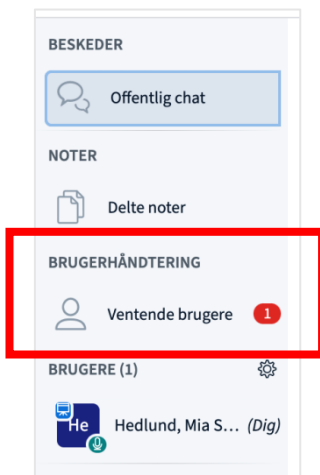 BESKEDER
Offentlig chat
NOTER
Delte noter
BRUGERHÅNDTERING
Ventende brugere 1
BRUGERE (1)
He Hedlund, Mia S... (Dig)